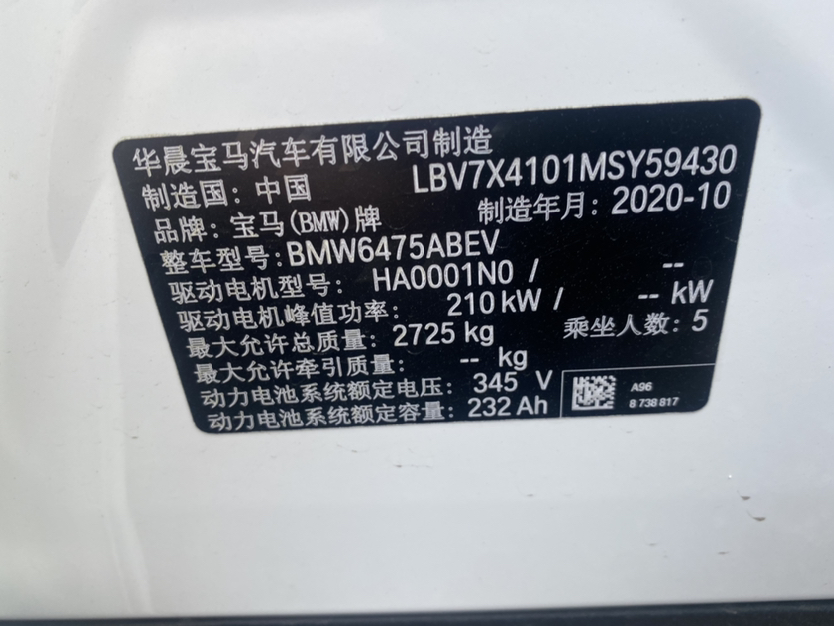 华晨宝马汽车有限公司制造
制造国：中国 LBV7X4101MSY59430
品牌：宝马(BMW)牌 制造年月：2020-10
整车型号：BMW6475ABEV
驱动电机型号：HA0001N0 / --
驱动电机峰值功率：210 kW / -- kW
最大允许总质量：2725 kg 乘坐人数：5
最大允许牵引质量：-- kg
动力电池系统额定电压：345 V
动力电池系统额定容量：232 Ah
A96
8 738 817